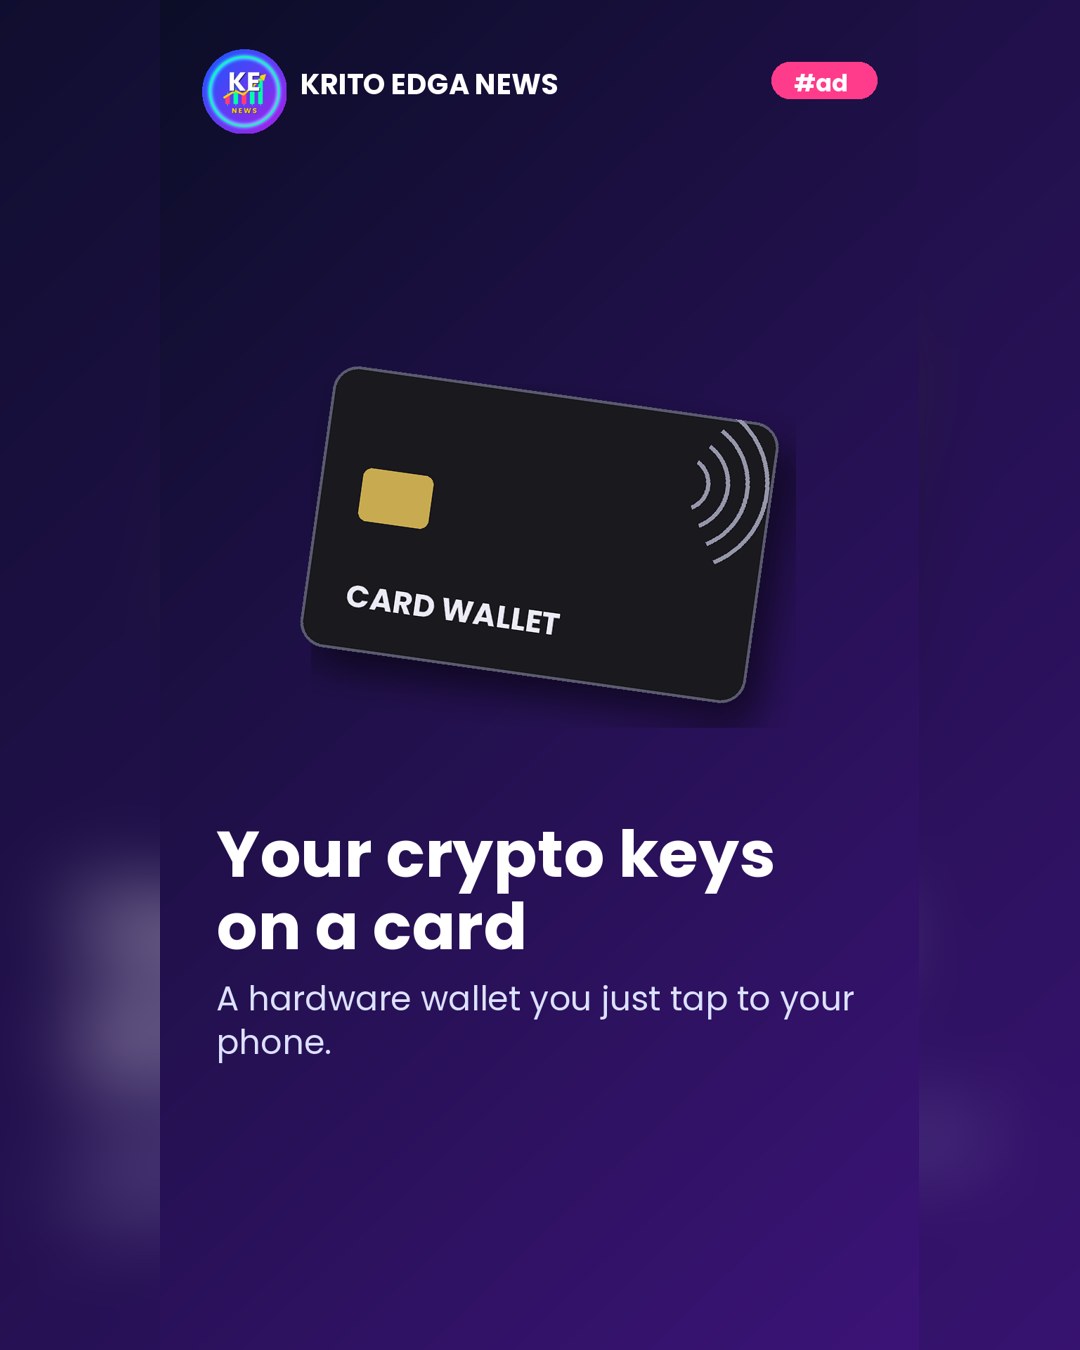 KE
NEWS
KRITO EDGA NEWS
#ad
CARD WALLET
Your crypto keys
on a card
A hardware wallet you just tap to your
phone.